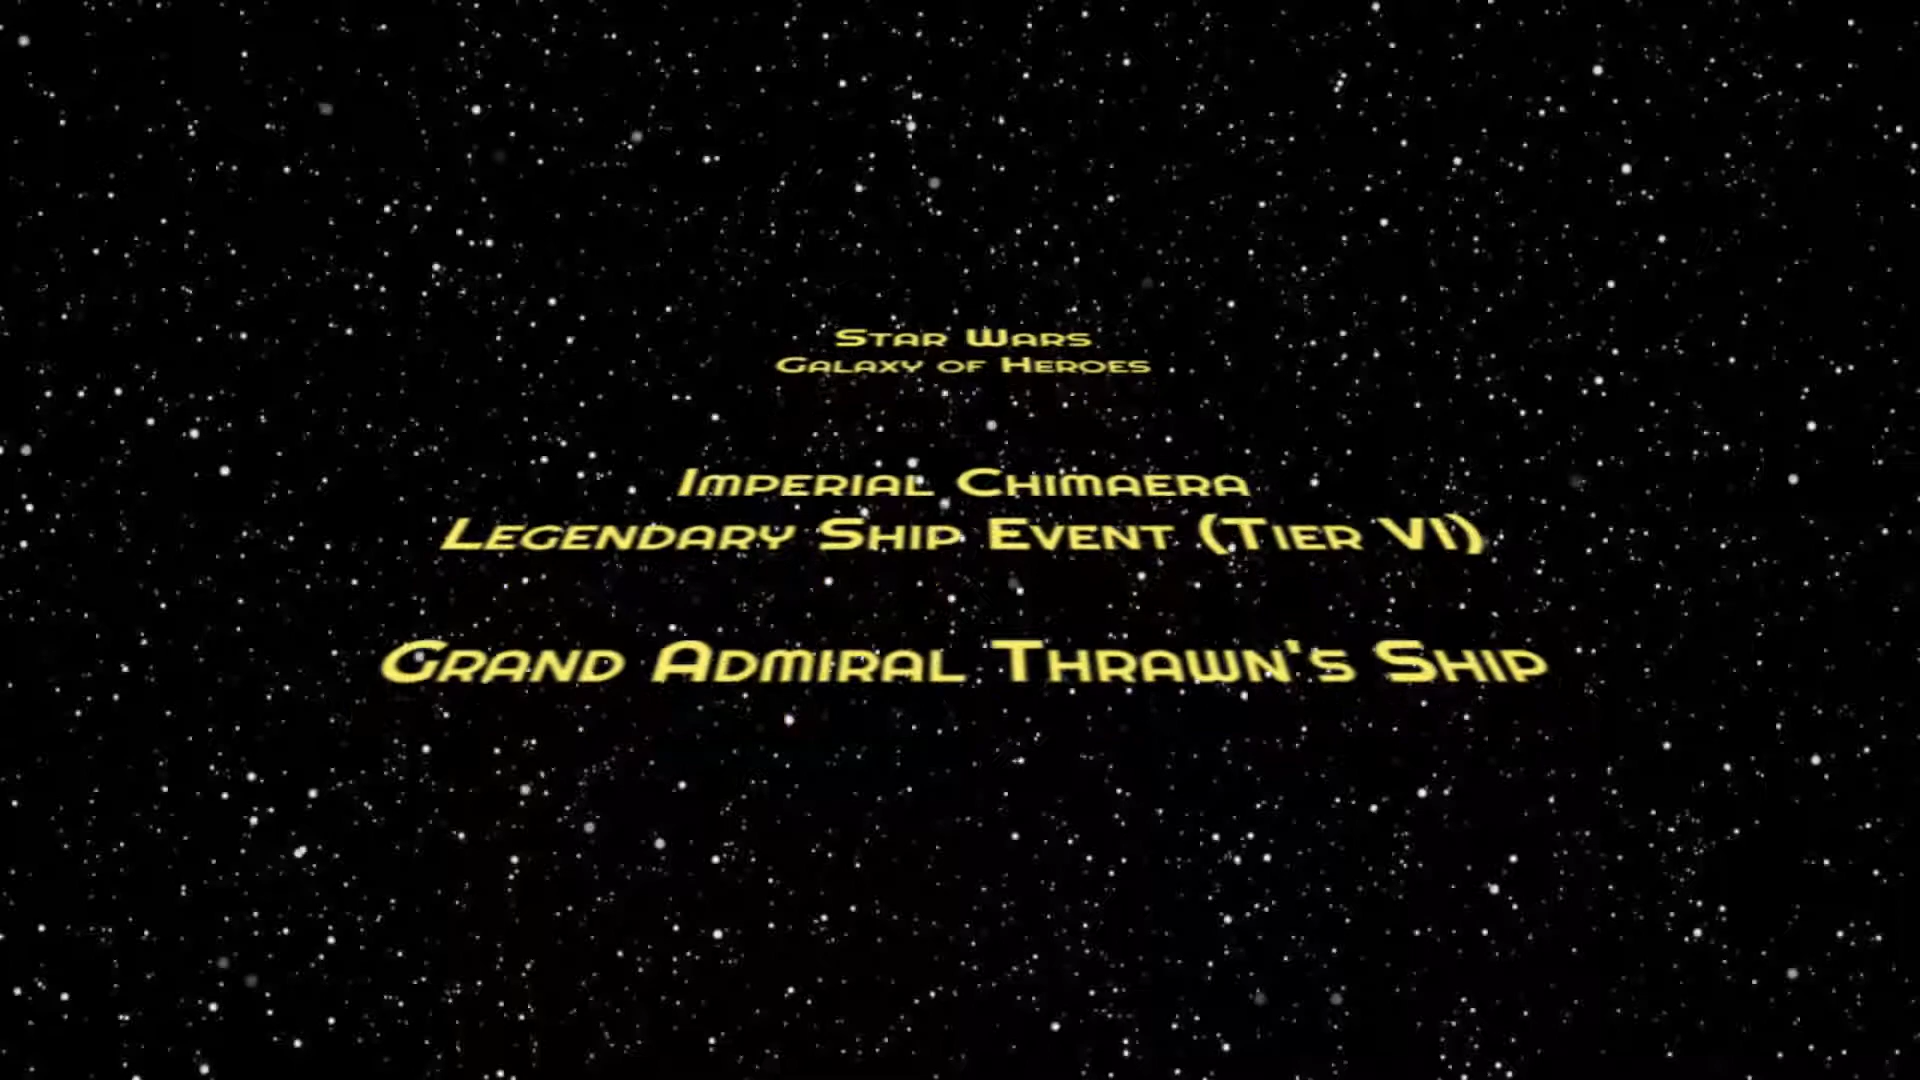 Star Wars
Galaxy of Heroes
Imperial Chimaera
Legendary Ship Event (Tier VI)
Grand Admiral Thrawn's Ship